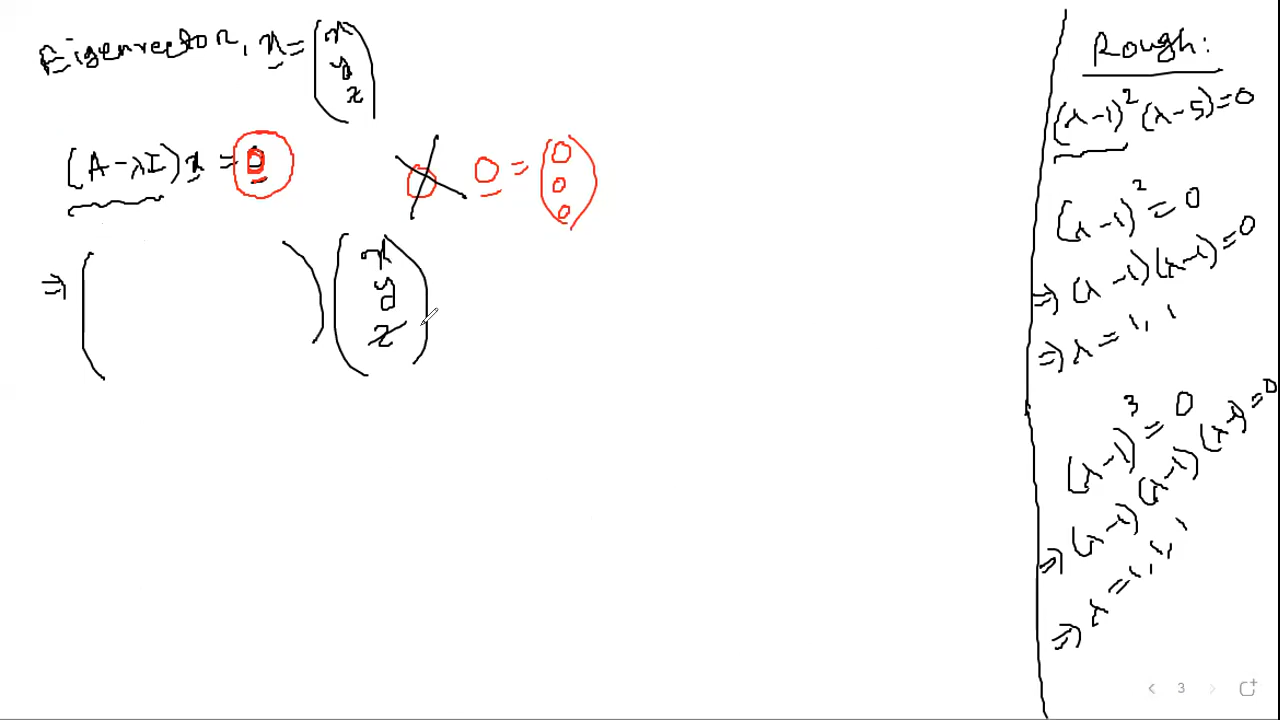 Eigenvector, x = (x y z)
(A - λI) x = 0    0    0 = (0 0 0)
⇒ (    ) (x y z)
Rough:
(λ-1)² (λ-5) = 0
(λ-1)² = 0
⇒ (λ-1)(λ-1) = 0
⇒ λ = 1, 1
(λ-1)³ = 0
⇒ (λ-1)(λ-1)(λ-1) = 0
⇒ λ = 1, 1, 1
3